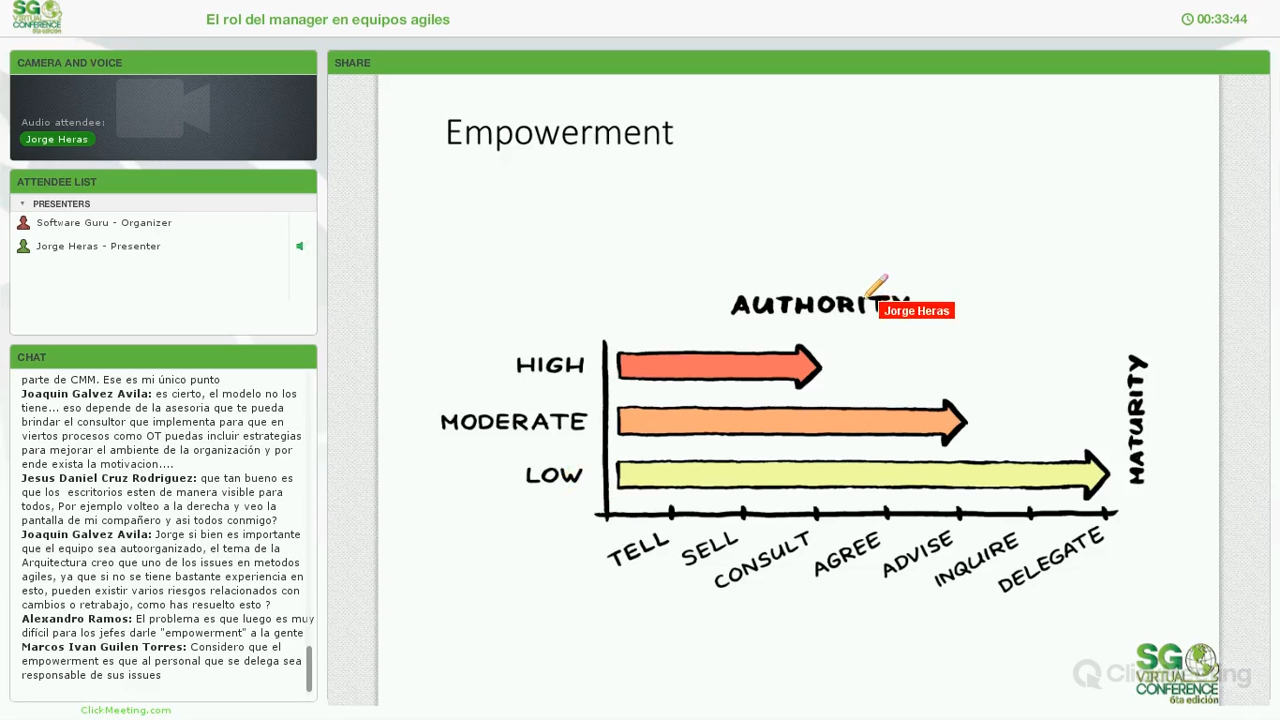 SG
VIRTUAL
CONFERENCE
6ta edición
El rol del manager en equipos agiles
00:33:44
CAMERA AND VOICE
Audio attendee:
Jorge Heras
ATTENDEE LIST
PRESENTERS
Software Guru - Organizer
Jorge Heras - Presenter
CHAT
parte de CMM. Ese es mi único punto
Joaquin Galvez Avila: es cierto, el modelo no los
tiene... eso depende de la asesoria que te pueda
brindar el consultor que implementa para que en
viertos procesos como OT puedas incluir estrategias
para mejorar el ambiente de la organización y por
ende exista la motivacion....
Jesus Daniel Cruz Rodriguez: que tan bueno es
que los escritorios esten de manera visible para
todos, Por ejemplo volteo a la derecha y veo la
pantalla de mi compañero y asi todos conmigo?
Joaquin Galvez Avila: Jorge si bien es importante
que el equipo sea autoorganizado, el tema de la
Arquitectura creo que uno de los issues en metodos
agiles, ya que si no se tiene bastante experiencia en
esto, pueden existir varios riesgos relacionados con
cambios o retrabajo, como has resuelto esto ?
Alexandro Ramos: El problema es que luego es muy
difícil para los jefes darle "empowerment" a la gente
Marcos Ivan Guilen Torres: Considero que el
empowerment es que al personal que se delega sea
responsable de sus issues
ClickMeeting.com
SHARE
Empowerment
AUTHORITY
Jorge Heras
HIGH
MODERATE
LOW
MATURITY
TELL
SELL
CONSULT
AGREE
ADVISE
INQUIRE
DELEGATE
SG
VIRTUAL
CONFERENCE
6ta edición